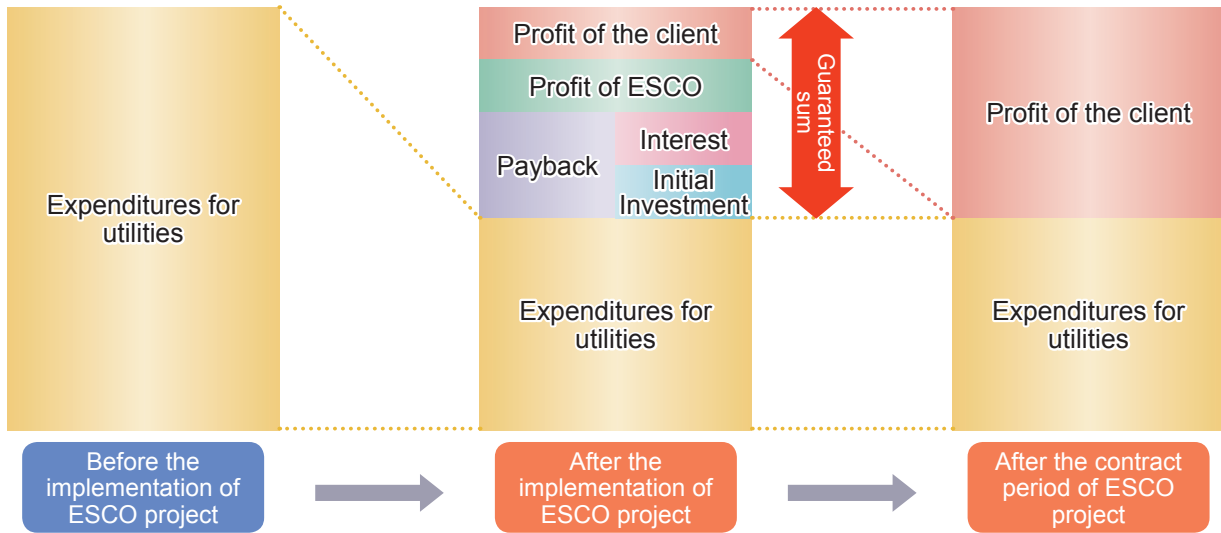 Expenditures for
utilities
Profit of the client
Profit of ESCO
Payback
Interest
Initial
Investment
Expenditures for
utilities
Guaranteed
sum
Profit of the client
Expenditures for
utilities
Before the
implementation of
ESCO project
After the
implementation of
ESCO project
After the contract
period of ESCO
project